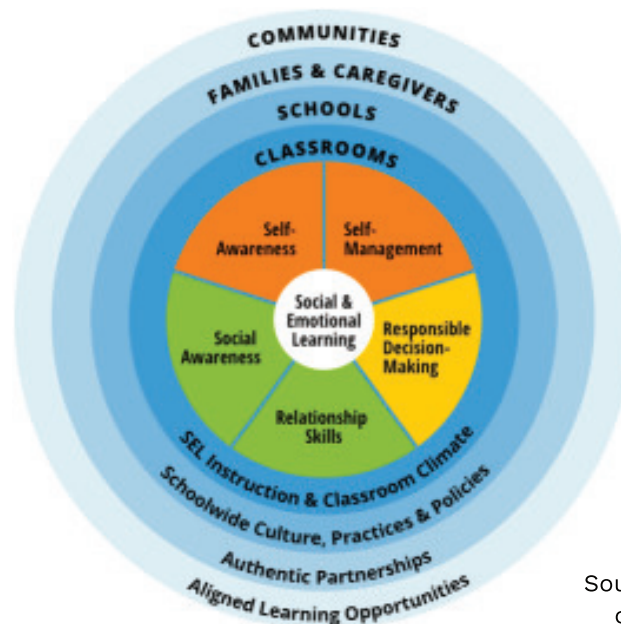 COMMUNITIES
FAMILIES & CAREGIVERS
SCHOOLS
CLASSROOMS
Self-
Awareness
Self-
Management
Social &
Emotional
Learning
Social
Awareness
Responsible
Decision-
Making
Relationship
Skills
SEL Instruction & Classroom Climate
Schoolwide Culture, Practices & Policies
Authentic Partnerships
Aligned Learning Opportunities